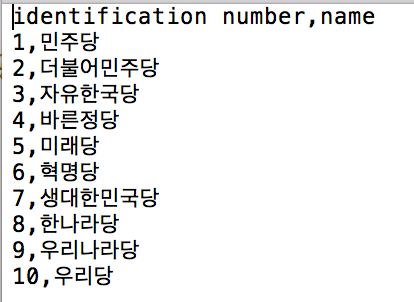 identification number,name
1,민주당
2,더불어민주당
3,자유한국당
4,바른정당
5,미래당
6,혁명당
7,생대한민국당
8,한나라당
9,우리나라당
10,우리당